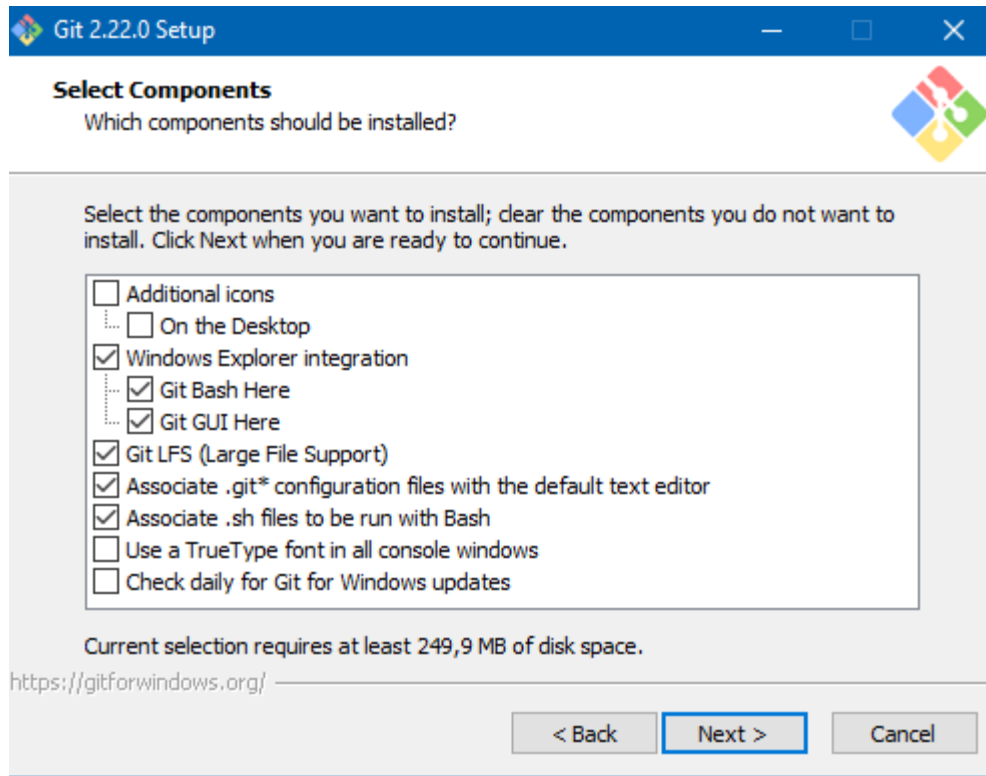 Git 2.22.0 Setup
Select Components
Which components should be installed?
Select the components you want to install; clear the components you do not want to
install. Click Next when you are ready to continue.
Additional icons
On the Desktop
Windows Explorer integration
Git Bash Here
Git GUI Here
Git LFS (Large File Support)
Associate .git* configuration files with the default text editor
Associate .sh files to be run with Bash
Use a TrueType font in all console windows
Check daily for Git for Windows updates
Current selection requires at least 249,9 MB of disk space.
https://gitforwindows.org/
< Back Next > Cancel